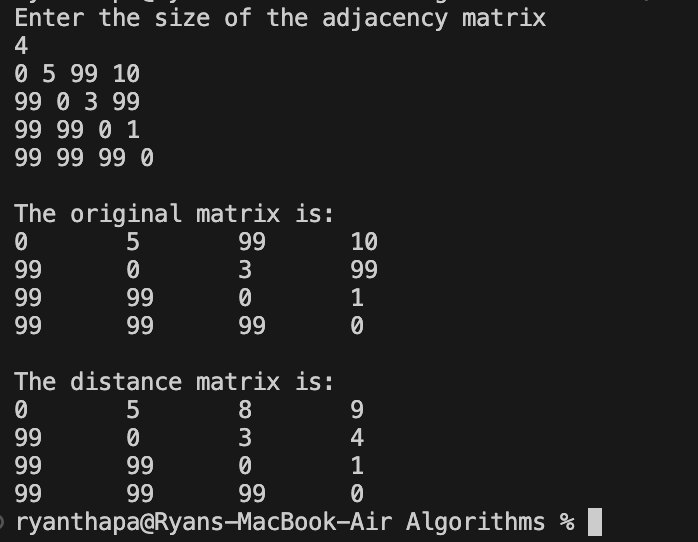 Enter the size of the adjacency matrix
4
0 5 99 10
99 0 3 99
99 99 0 1
99 99 99 0
The original matrix is:
0 5 99 10
99 0 3 99
99 99 0 1
99 99 99 0
The distance matrix is:
0 5 8 9
99 0 3 4
99 99 0 1
99 99 99 0
ryanthapa@Ryans-MacBook-Air Algorithms %